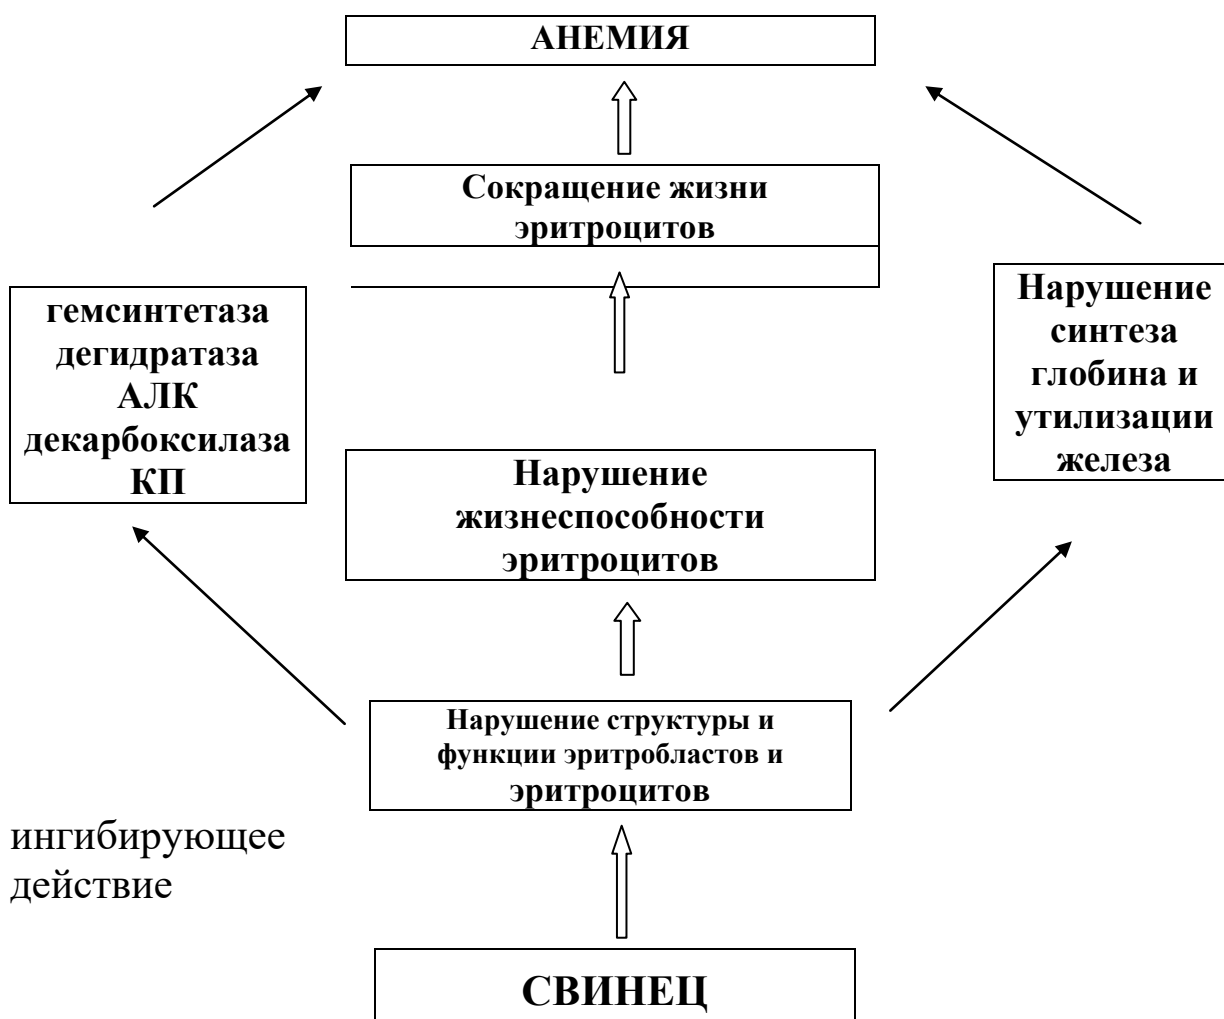 АНЕМИЯ
Сокращение жизни
эритроцитов
гемсинтетаза
дегидратаза
АЛК
декарбоксилаза
КП
Нарушение
синтеза
глобина и
утилизации
железа
Нарушение
жизнеспособности
эритроцитов
Нарушение структуры и
функции эритробластов и
эритроцитов
ингибирующее
действие
СВИНЕЦ